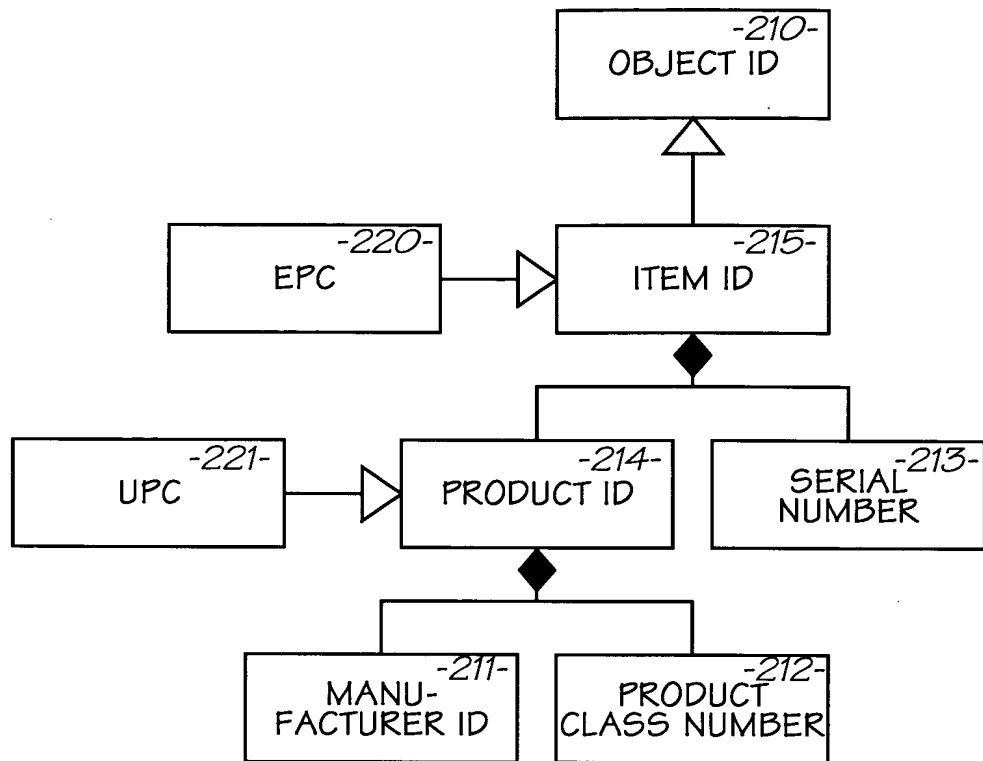 -210-
OBJECT ID
-220-
EPC
-215-
ITEM ID
-221-
UPC
-214-
PRODUCT ID
-213-
SERIAL
NUMBER
-211-
MANU-
FACTURER ID
-212-
PRODUCT
CLASS NUMBER